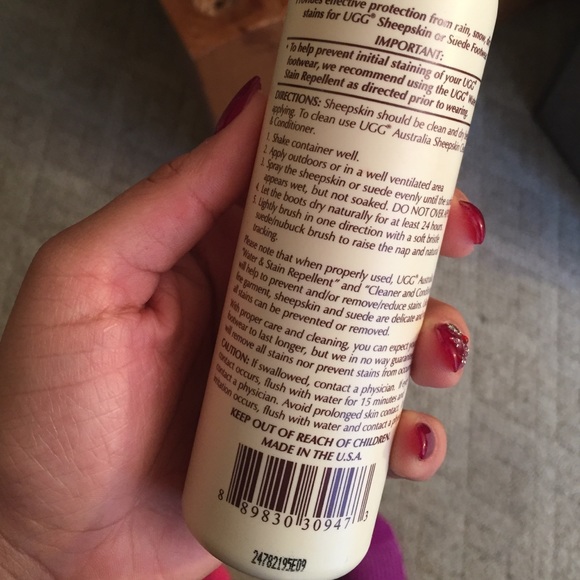 Provides effective protection from rain, snow,
stains for UGG® Sheepskin or Suede
IMPORTANT:
• To help prevent initial staining of your UGG®
footwear, we recommend using the UGG®
Stain Repellent as directed prior to wearing.
DIRECTIONS: Sheepskin should be clean and
applying. To clean use UGG® Australia Sheepskin
& Conditioner.
1. Shake container well.
2. Apply outdoors or in a well ventilated area
3. Spray the sheepskin or suede evenly until the
appears wet, but not soaked. DO NOT
4. Let the boots dry naturally for at least 24 hours.
5. Lightly brush in one direction with a soft bristle
suede/nubuck brush to raise the nap and
tracking.
Please note that when properly used, UGG®
"Water & Stain Repellent" and "Cleaner and
will help to prevent and/or remove/reduce stains.
garment, sheepskin and suede are delicate and
all stains can be prevented or removed.
With proper care and cleaning, you can expect
footwear to last longer, but we in no way
will remove all stains nor prevent stains from
CAUTION: If swallowed, contact a physician. If
contact occurs, flush with water for 15 minutes and
contact a physician. Avoid prolonged skin contact.
irritation occurs, flush with water and contact a
KEEP OUT OF REACH OF CHILDREN.
MADE IN THE U.S.A.
8 89830 30947 3
24782195E09